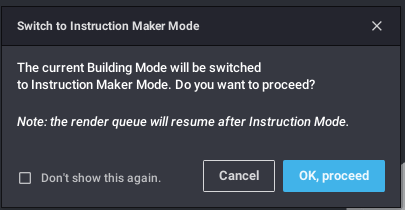 Switch to Instruction Maker Mode
The current Building Mode will be switched
to Instruction Maker Mode. Do you want to proceed?
Note: the render queue will resume after Instruction Mode.
Don't show this again.
Cancel
OK, proceed